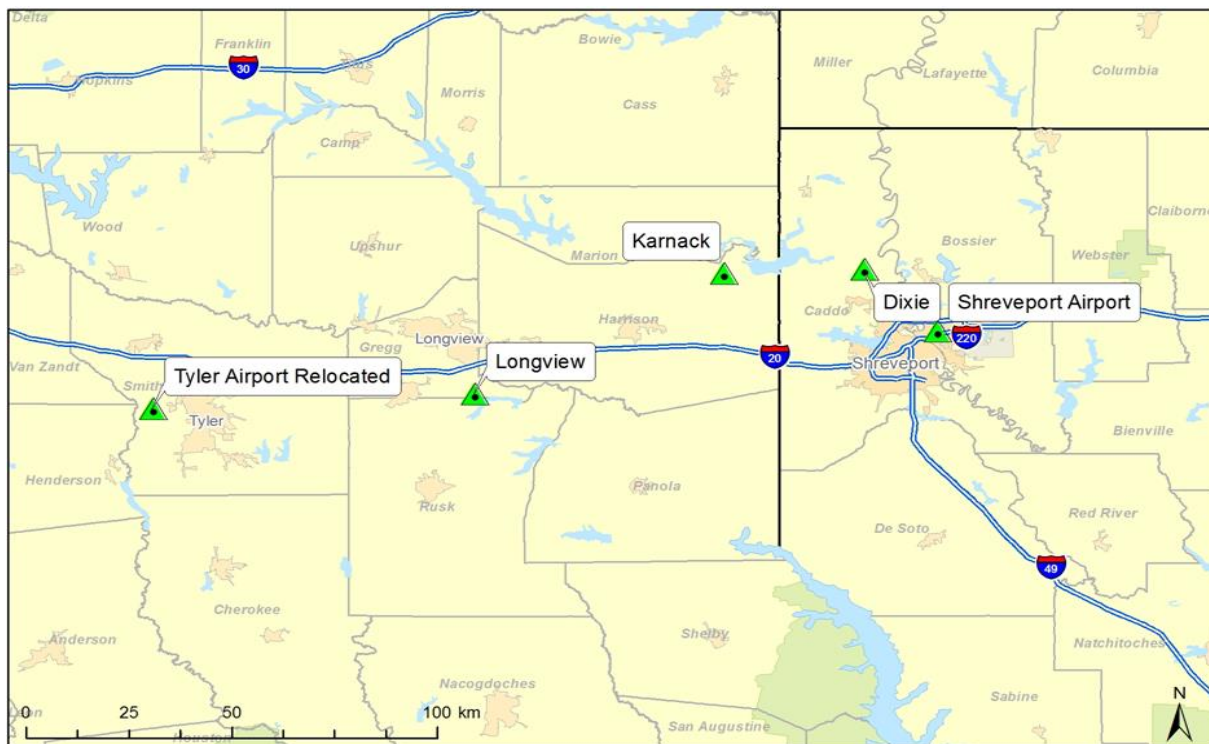 Delta
Franklin
Bowie
Miller
Lafayette
Columbia
30
Hopkins
Titus
Morris
Cass
Camp
Claiborne
Wood
Upshur
Karnack
Marion
Bossier
Webster
Dixie
Shreveport Airport
Caddo
Harrison
Longview
Gregg
220
20
Shreveport
Van Zandt
Smith
Tyler Airport Relocated
Longview
Tyler
Bienville
Henderson
Rusk
Panola
De Soto
Red River
49
Cherokee
Anderson
Shelby
Natchitoches
Nacogdoches
Sabine
N
0 25 50 100 km
San Augustine
Houston